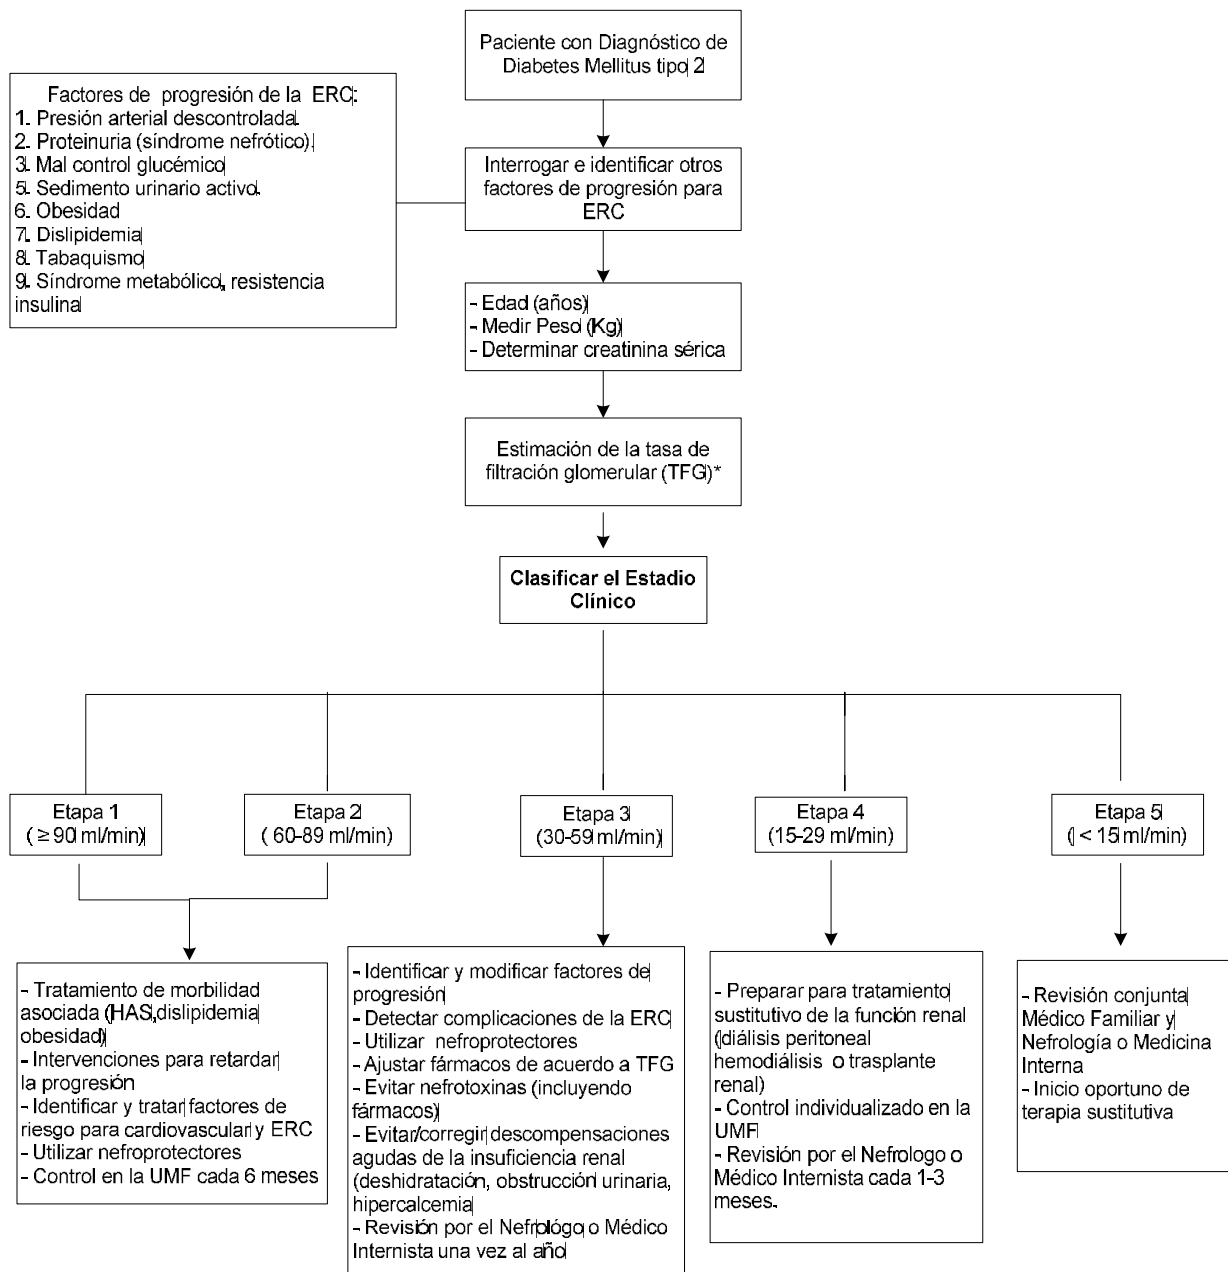 Paciente con Diagnóstico de
Diabetes Mellitus tipo 2
Factores de progresión de la ERC:
1. Presión arterial descontrolada.
2. Proteinuria (síndrome nefrótico).
3. Mal control glucémico
5. Sedimento urinario activo.
6. Obesidad
7. Dislipidemia
8. Tabaquismo
9. Síndrome metabólico, resistencia
insulina
Interrogar e identificar otros
factores de progresión para
ERC
- Edad (años)
- Medir Peso (Kg)
- Determinar creatinina sérica
Estimación de la tasa de
filtración glomerular (TFG)*
Clasificar el Estadio
Clínico
Etapa 1
( ≥ 90 ml/min)
Etapa 2
( 60-89 ml/min)
Etapa 3
(30-59 ml/min)
Etapa 4
(15-29 ml/min)
Etapa 5
( < 15 ml/min)
- Tratamiento de morbilidad
asociada (HAS,dislipidemia
obesidad)
- Intervenciones para retardar
la progresión
- Identificar y tratar factores de
riesgo para cardiovascular y ERC
- Utilizar nefroprotectores
- Control en la UMF cada 6 meses
- Identificar y modificar factores de
progresión
- Detectar complicaciones de la ERC
- Utilizar nefroprotectores
- Ajustar fármacos de acuerdo a TFG
- Evitar nefrotoxinas (incluyendo
fármacos)
- Evitar/corregir descompensaciones
agudas de la insuficiencia renal
(deshidratación, obstrucción urinaria,
hipercalcemia
- Revisión por el Nefrológo o Médico
Internista una vez al año
- Preparar para tratamiento
sustitutivo de la función renal
(diálisis peritoneal
hemodiálisis o trasplante
renal)
- Control individualizado en la
UMF
- Revisión por el Nefrologo o
Médico Internista cada 1-3
meses.
- Revisión conjunta
Médico Familiar y
Nefrología o Medicina
Interna
- Inicio oportuno de
terapia sustitutiva